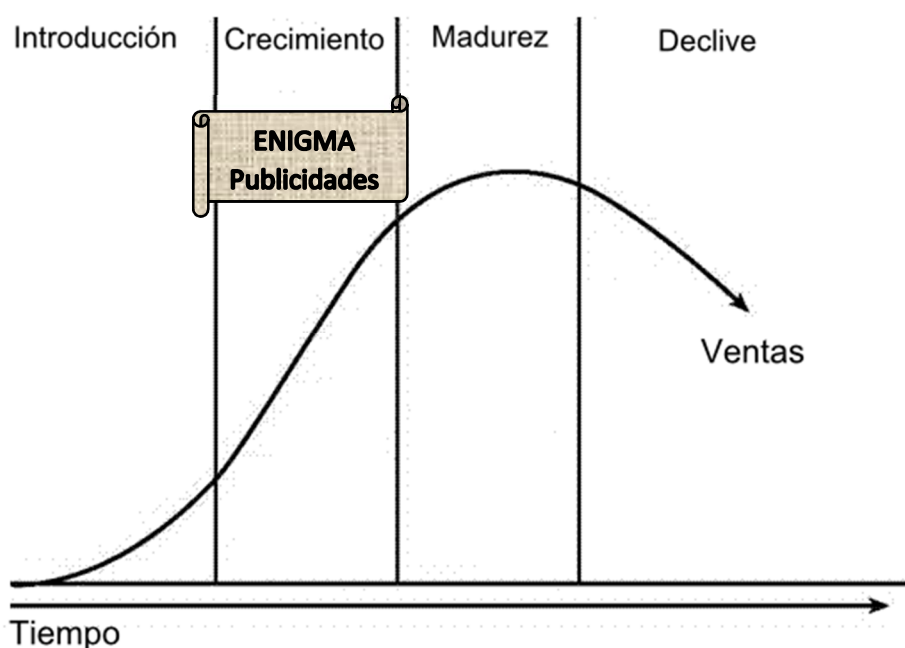 Introducción
Crecimiento
Madurez
Declive
ENIGMA
Publicidades
Ventas
Tiempo